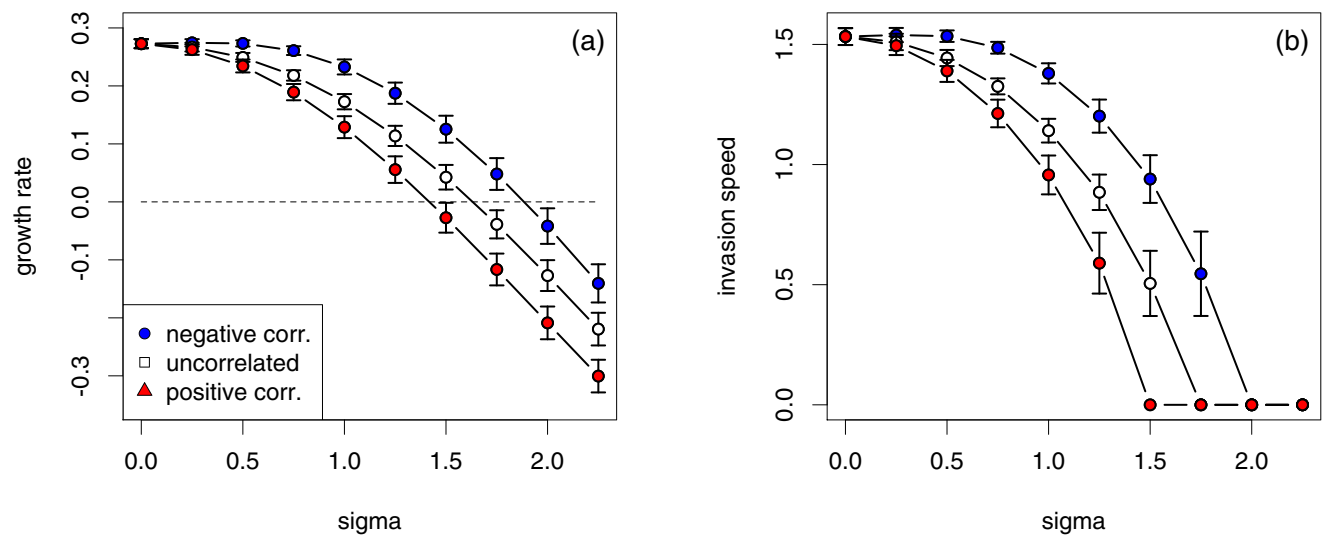 (a)
growth rate
0.3
0.2
0.1
0.0
-0.1
-0.3
negative corr.
uncorrelated
positive corr.
0.0 0.5 1.0 1.5 2.0
sigma
(b)
invasion speed
1.5
1.0
0.5
0.0
0.0 0.5 1.0 1.5 2.0
sigma